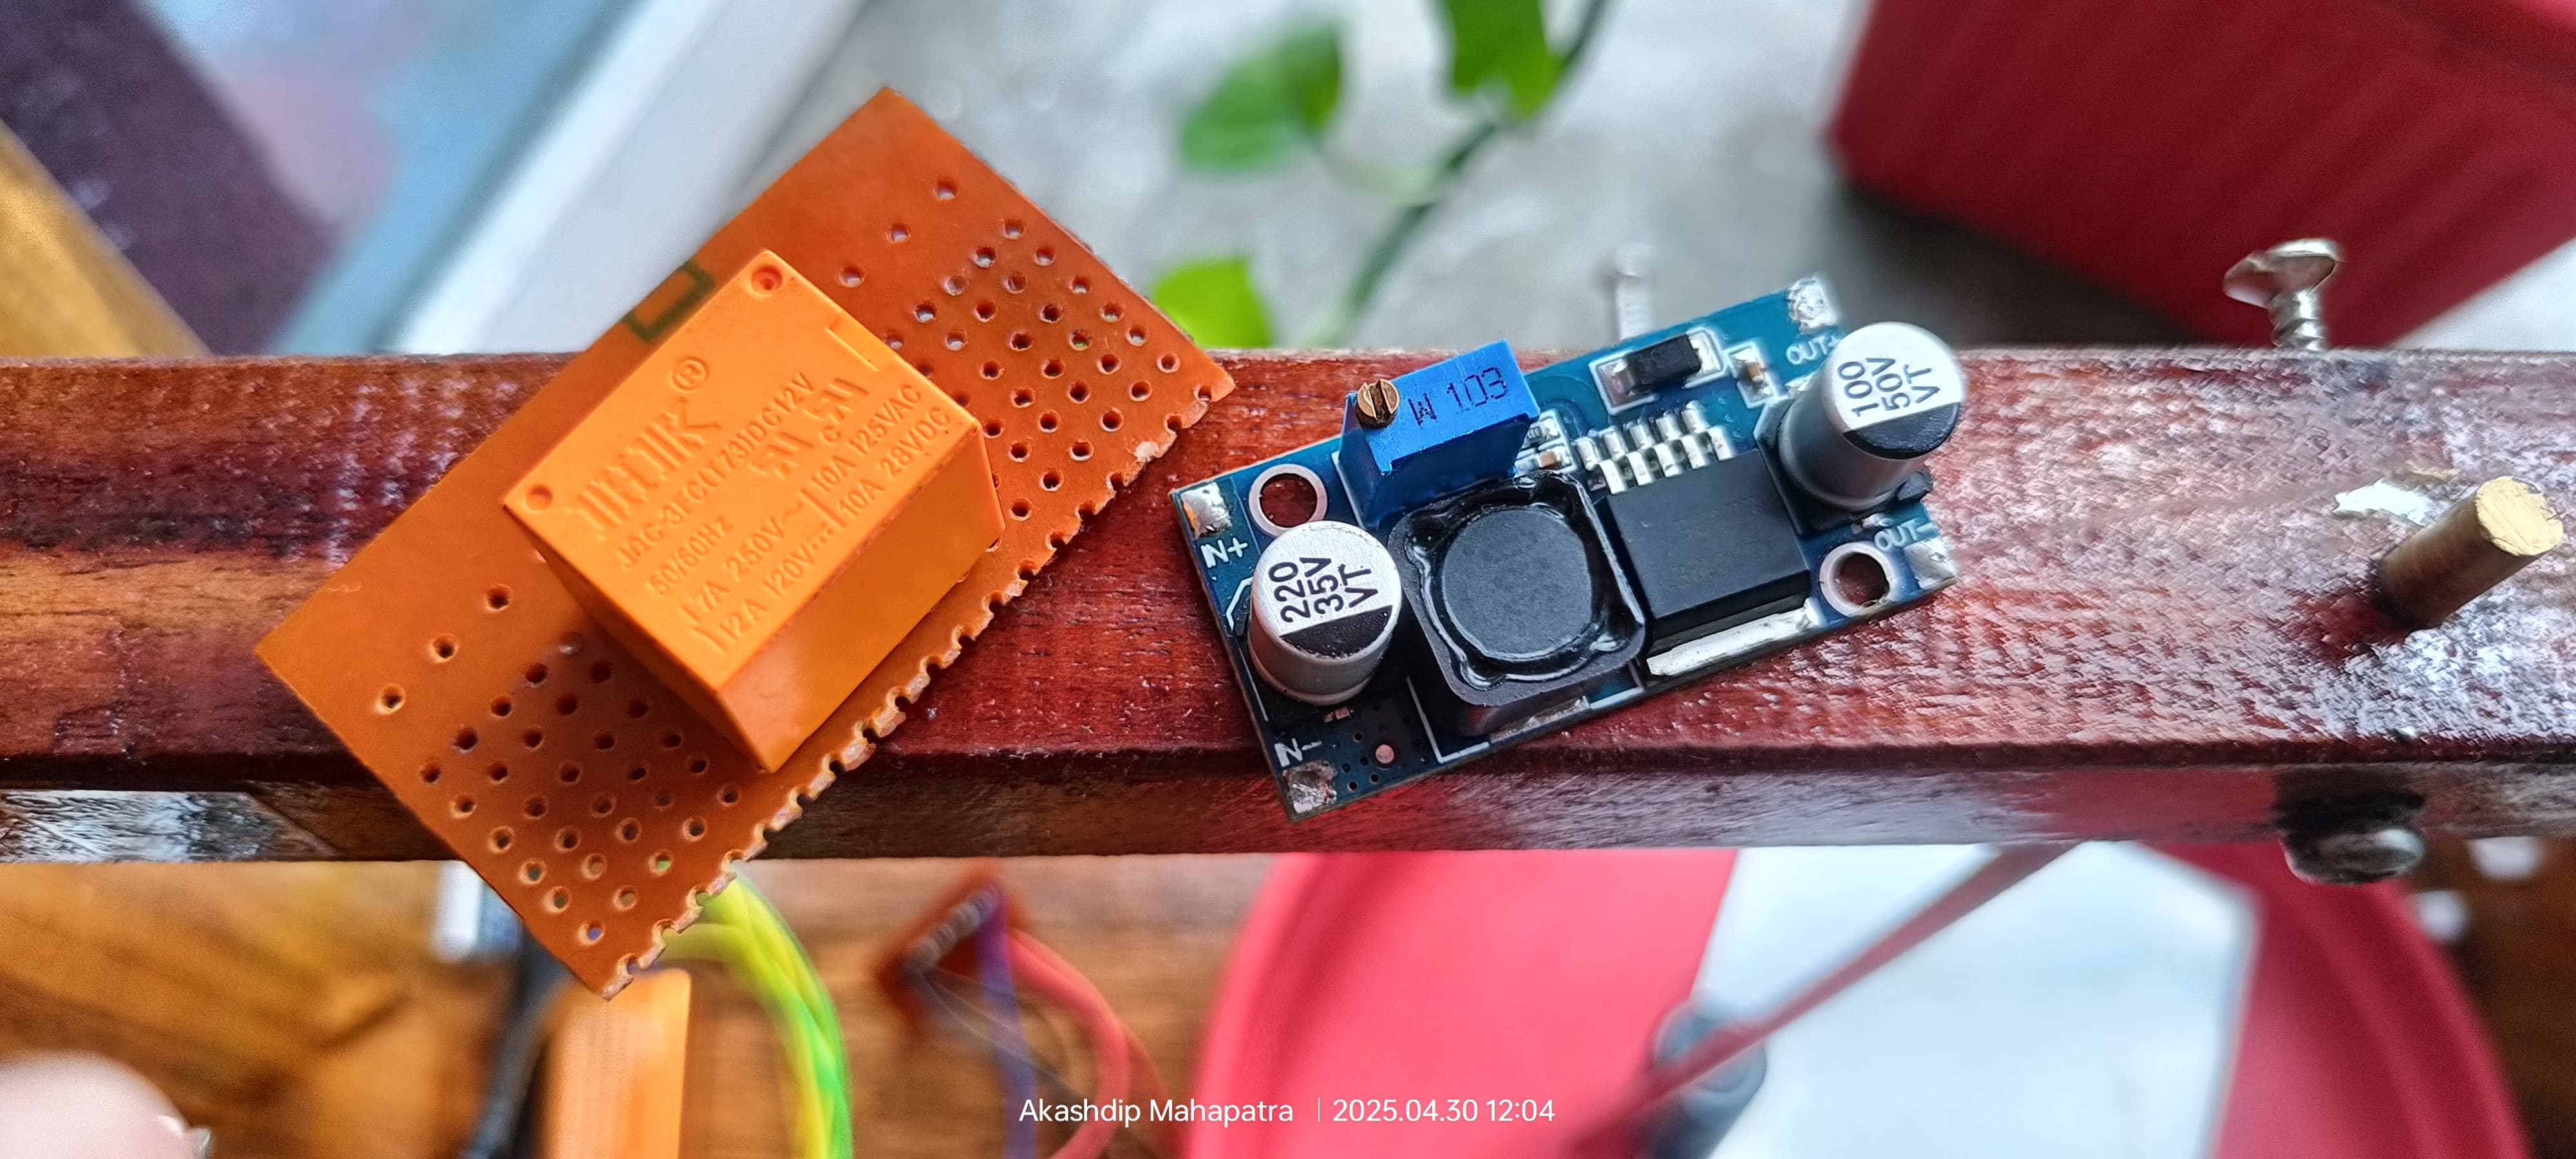 ®
JQC-3FC(T73)DC12V
50/60Hz
7A 250V~ 10A 125VAC
12A 120V 10A 28VDC
W 103
OUT+
100
50V
VT
IN+
220
35V
VT
OUT-
IN-
Akashdip Mahapatra | 2025.04.30 12:04